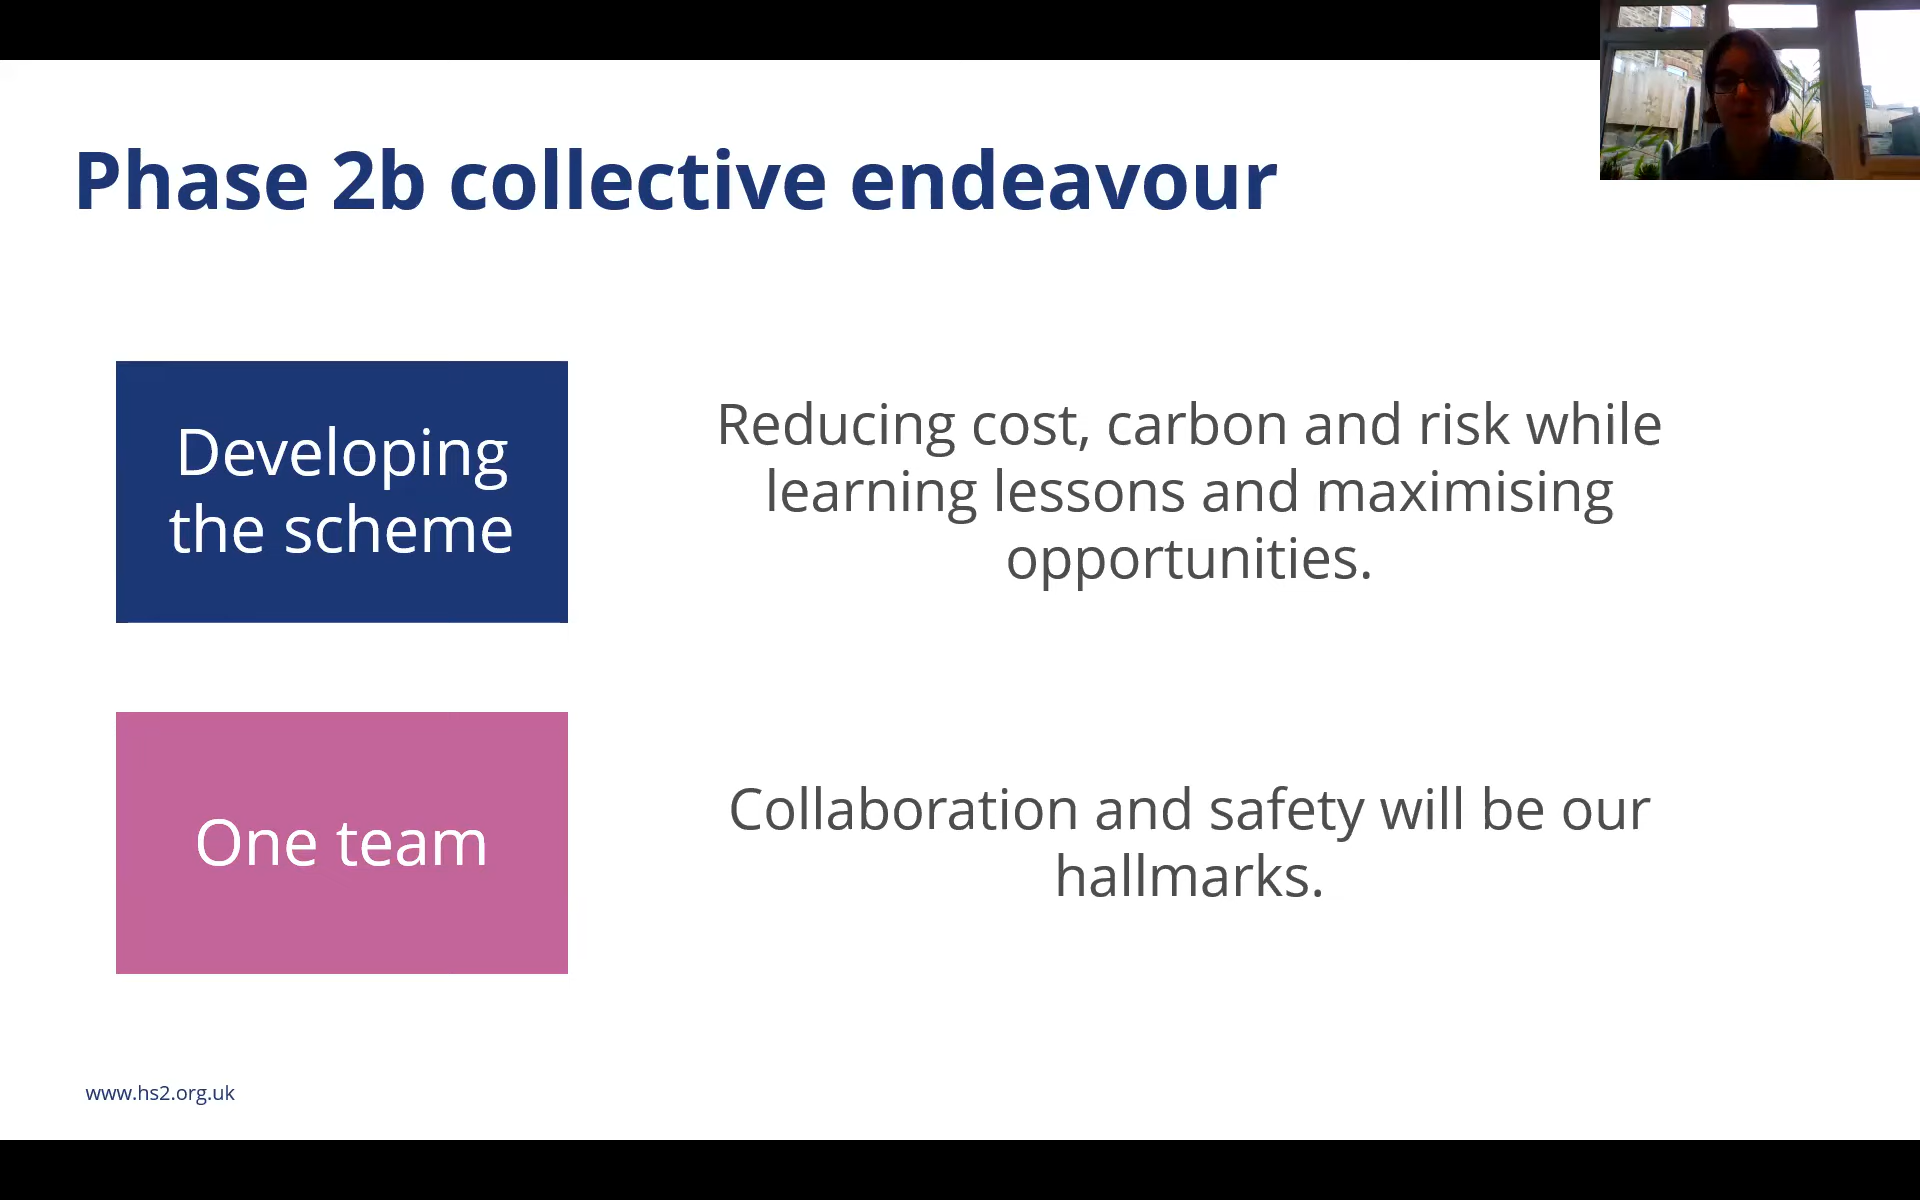 Phase 2b collective endeavour
Developing
the scheme
Reducing cost, carbon and risk while
learning lessons and maximising
opportunities.
One team
Collaboration and safety will be our
hallmarks.
www.hs2.org.uk